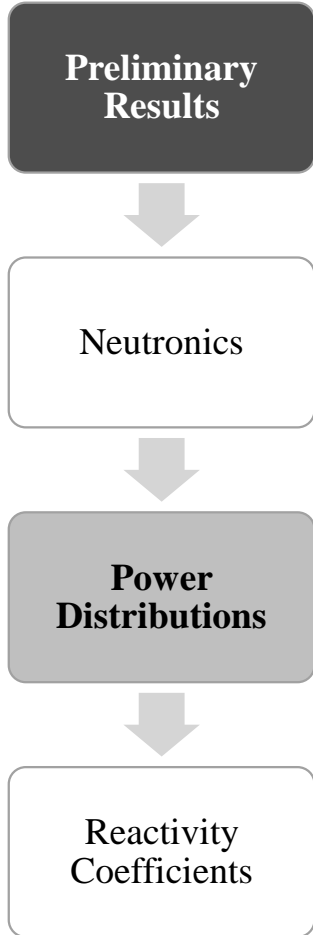 Preliminary
Results
Neutronics
Power
Distributions
Reactivity
Coefficients